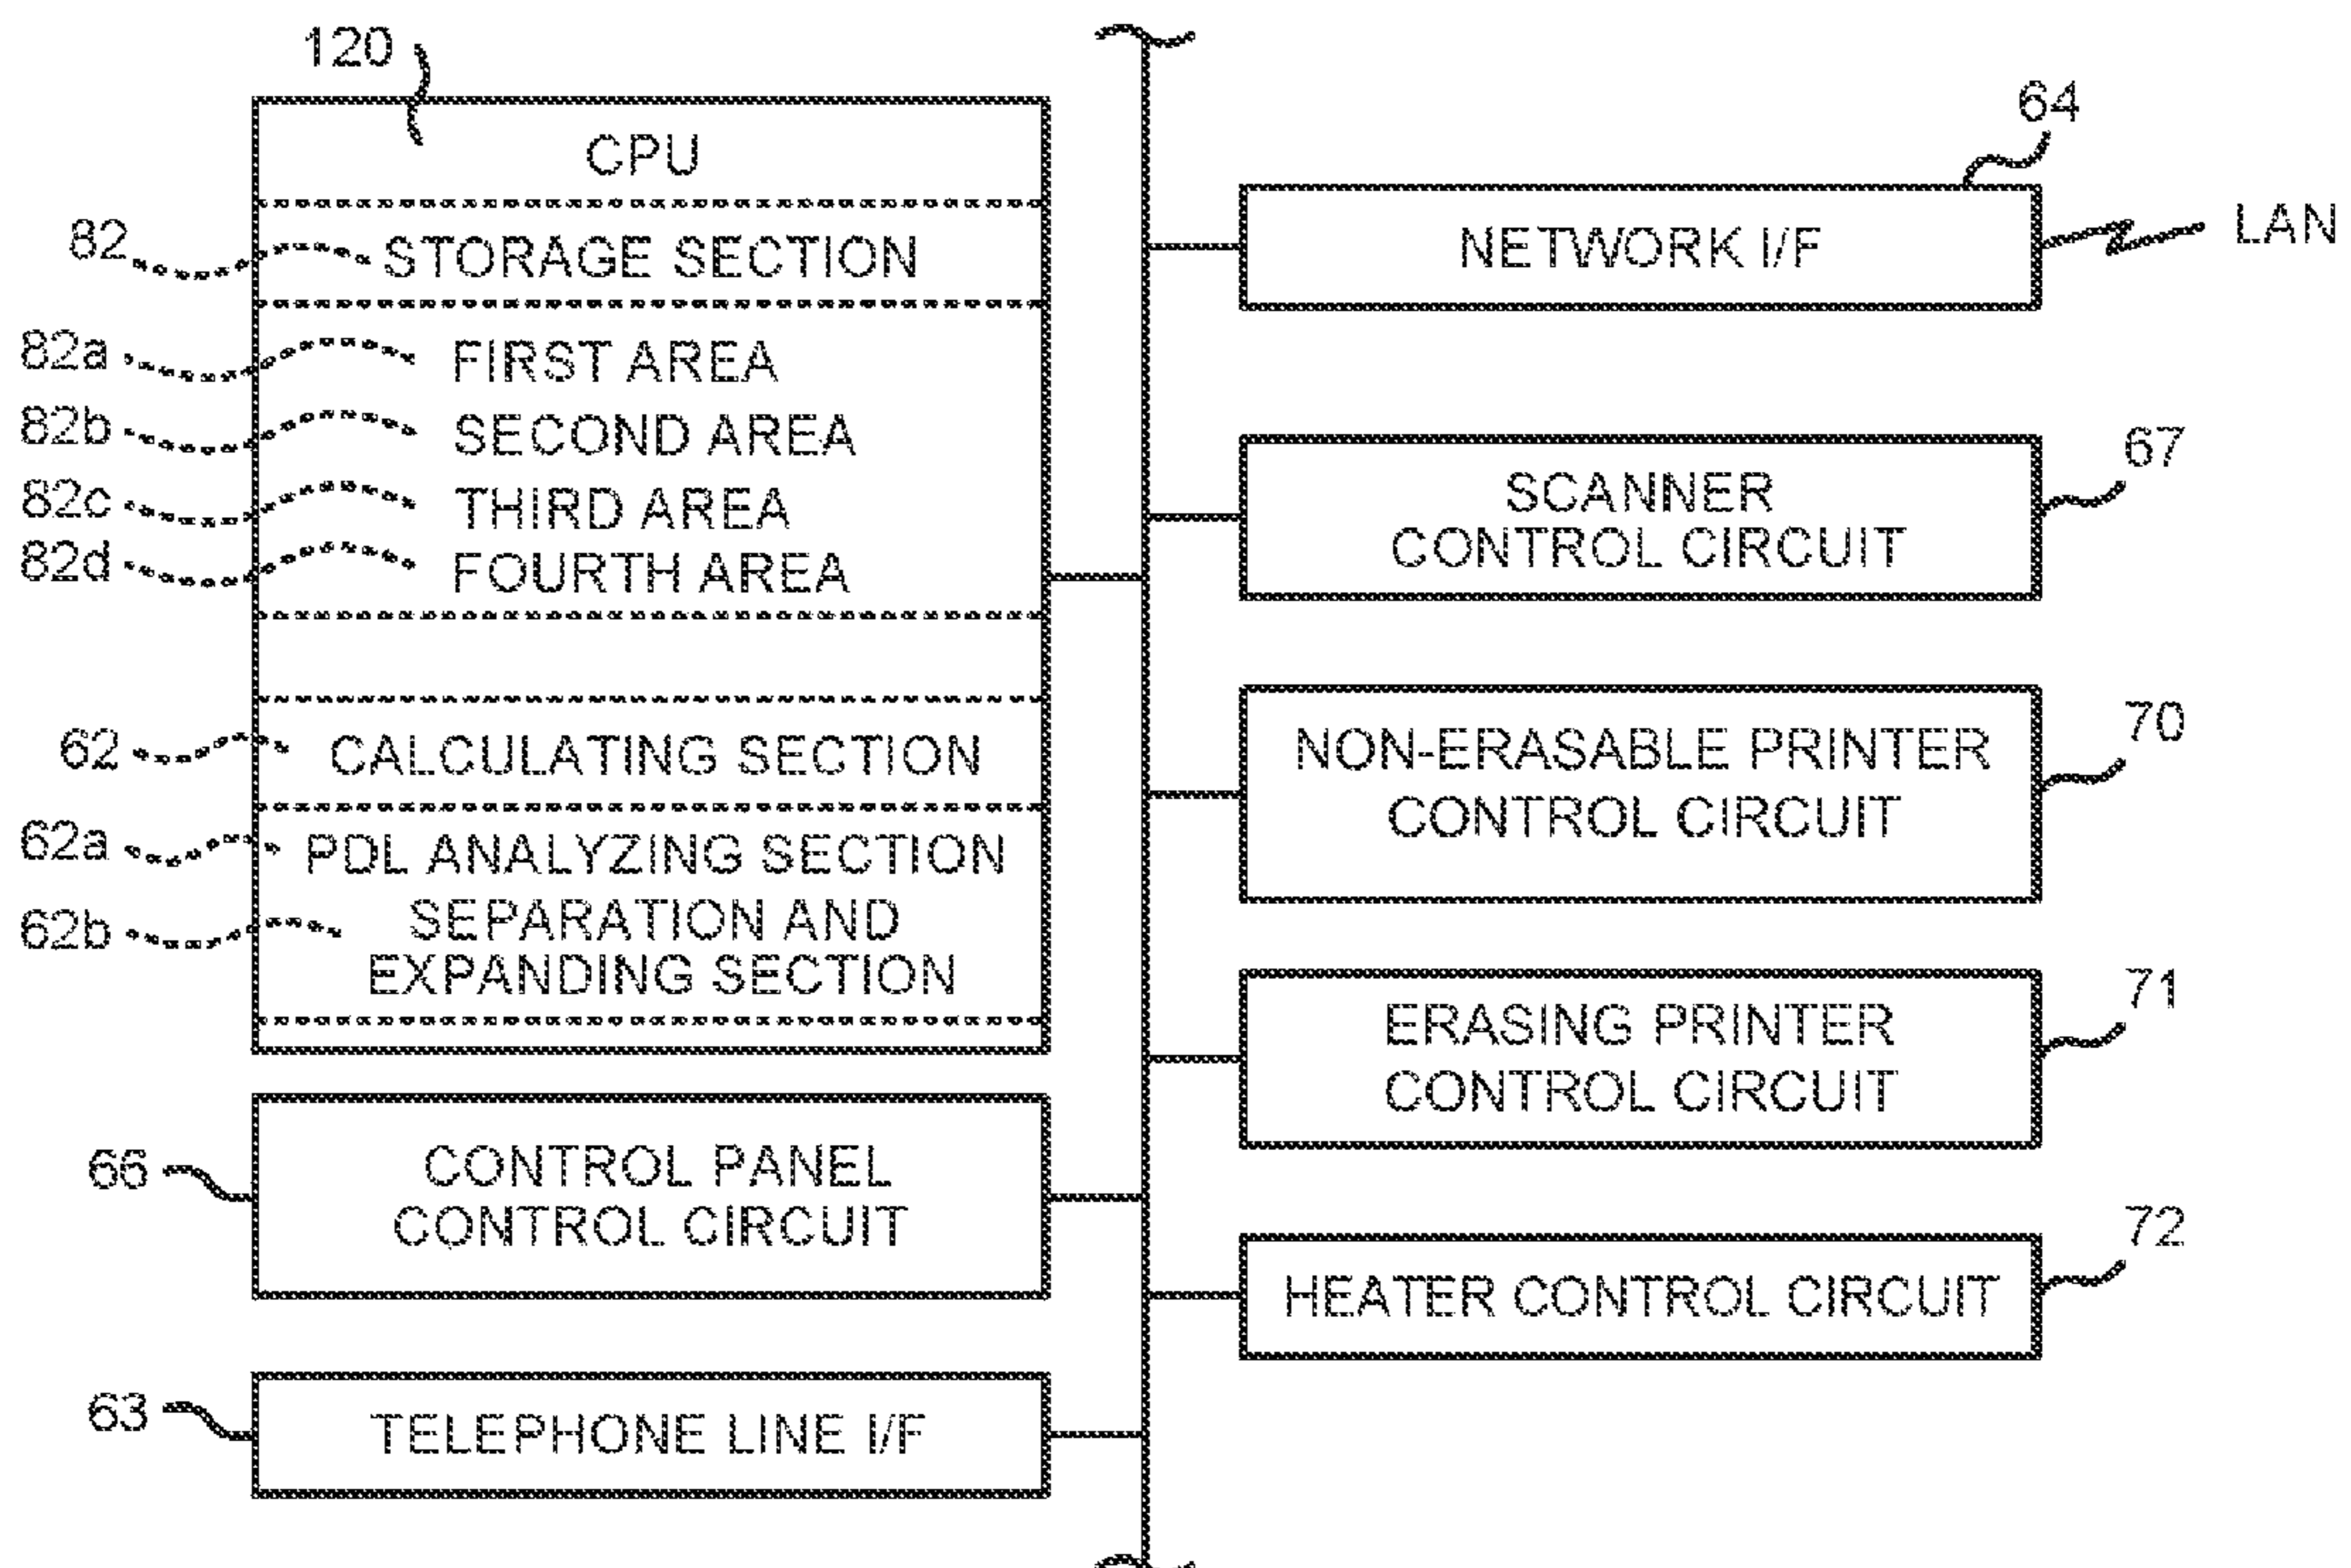 120
CPU
82
STORAGE SECTION
82a
FIRST AREA
82b
SECOND AREA
82c
THIRD AREA
82d
FOURTH AREA
62
CALCULATING SECTION
62a
PDL ANALYZING SECTION
62b
SEPARATION AND
EXPANDING SECTION
66
CONTROL PANEL
CONTROL CIRCUIT
63
TELEPHONE LINE I/F
64
NETWORK I/F
LAN
67
SCANNER
CONTROL CIRCUIT
70
NON-ERASABLE PRINTER
CONTROL CIRCUIT
71
ERASING PRINTER
CONTROL CIRCUIT
72
HEATER CONTROL CIRCUIT